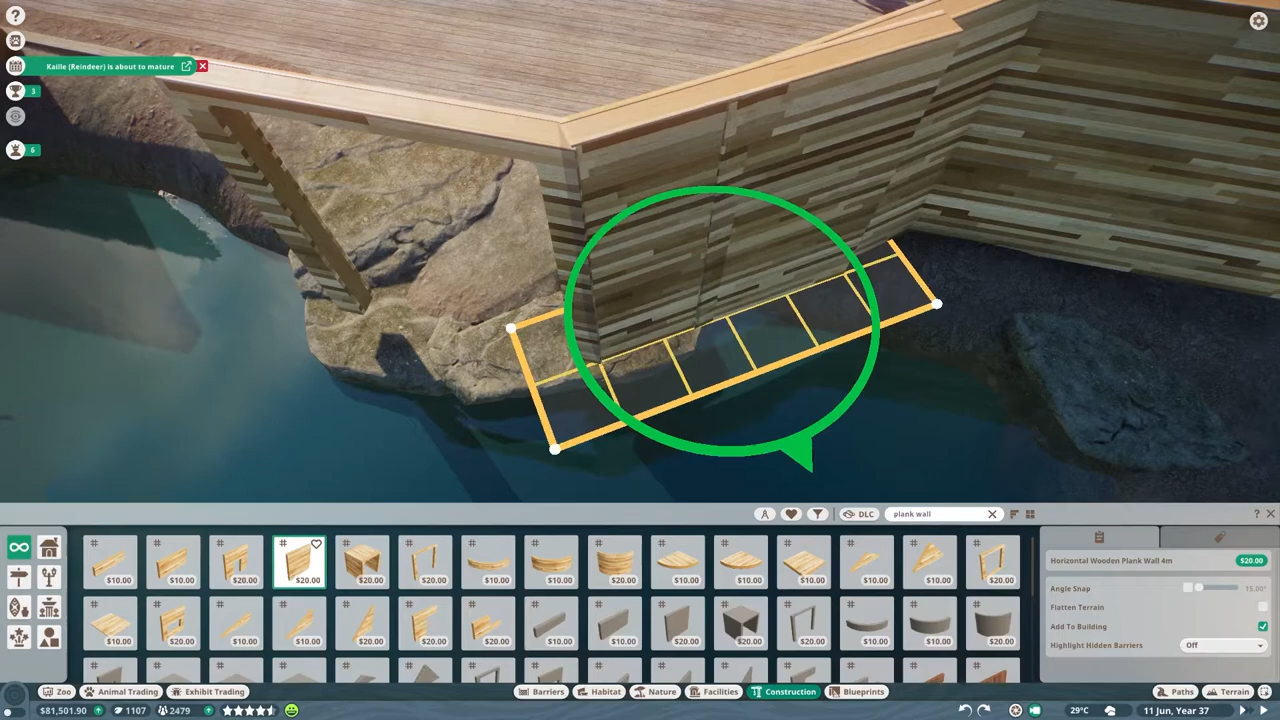 ?
Kaille (Reindeer) is about to mature
3
6
DLC
plank wall
?
$10.00 $10.00 $20.00 $20.00 $20.00 $20.00 $10.00 $10.00 $20.00 $10.00 $10.00 $10.00 $10.00 $10.00 $20.00
$10.00 $20.00 $10.00 $10.00 $20.00 $20.00 $20.00 $10.00 $10.00 $20.00 $20.00 $20.00 $10.00 $10.00 $20.00
Horizontal Wooden Plank Wall 4m $20.00
Angle Snap 15.00°
Flatten Terrain
Add To Building
Highlight Hidden Barriers Off
Zoo Animal Trading Exhibit Trading Barriers Habitat Nature Facilities Construction Blueprints Paths Terrain
$81,501.90 1107 2479 29°C 11 Jun, Year 37